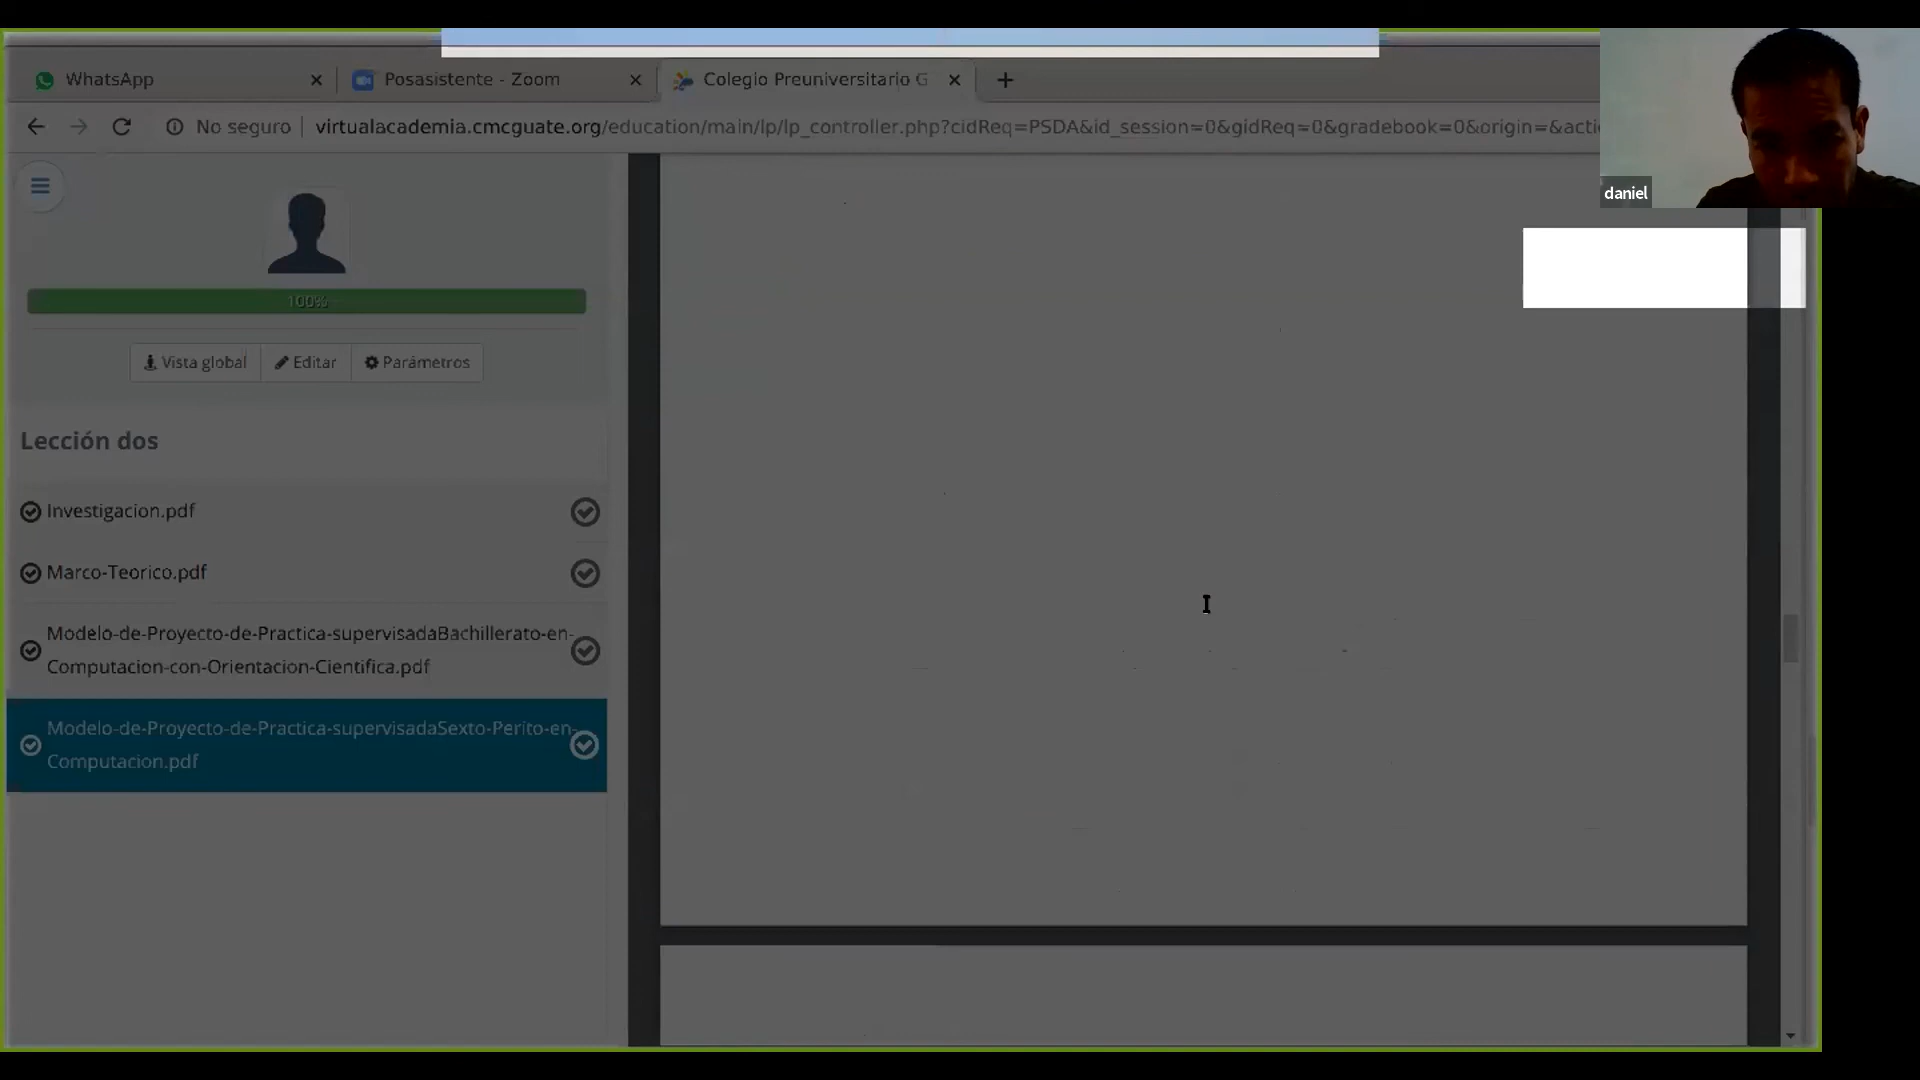 WhatsApp
Posasistente - Zoom
Colegio Preuniversitario G
No seguro
virtualacademia.cmcguate.org/education/main/lp/lp_controller.php?cidReq=PSDA&id_session=0&gidReq=0&gradebook=0&origin=&acti
daniel
100%
Vista global
Editar
Parámetros
Lección dos
Investigacion.pdf
Marco-Teorico.pdf
Modelo-de-Proyecto-de-Practica-supervisadaBachillerato-en-
Computacion-con-Orientacion-Cientifica.pdf
Modelo-de-Proyecto-de-Practica-supervisadaSexto-Perito-en-
Computacion.pdf